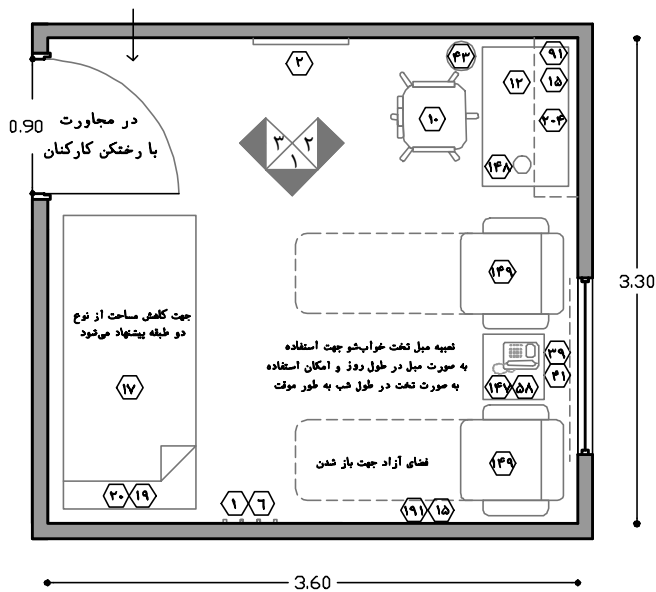 ۲
۴۳
۱۲
۹۱
۱۵
۲۰۴
۱۰
۱۴۸
0.90
در مجاورت
با رختکن کارکنان
۳
۲
۱
۱۴۹
3.30
جهت کاهش مساحت از نوع
دو طبقه پیشنهاد می‌شود
۱۷
تعبیه مبل تخت خواب‌شو جهت استفاده
به صورت مبل در طول روز و امکان استفاده
به صورت تخت در طول شب به طور موقت
۳۹
۴۱
۱۴۷ ۵۸
فضای آزاد جهت باز شدن
۱۴۹
۲۰ ۱۹
۱ ۶
۱۹۱ ۱۵
3.60